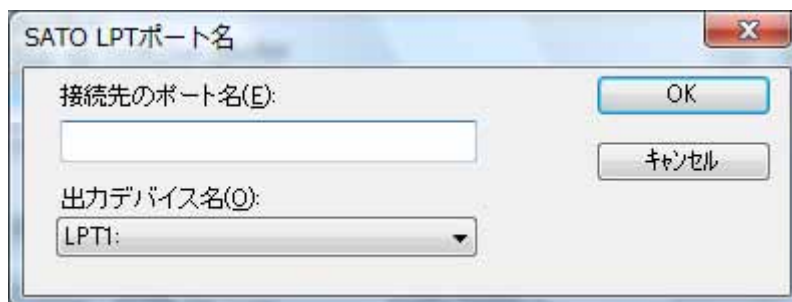 SATO LPTポート名
接続先のポート名(E):
OK
キャンセル
出力デバイス名(O):
LPT1: